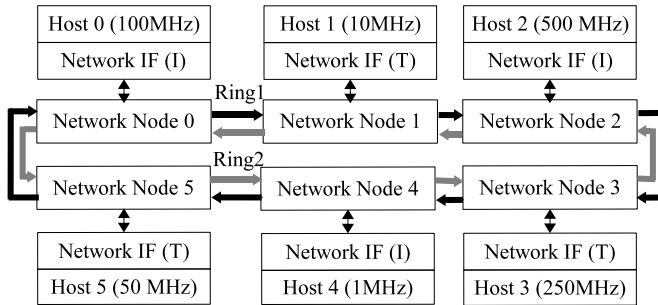 Host 0 (100MHz)
Host 1 (10MHz)
Host 2 (500 MHz)
Network IF (I)
Network IF (T)
Network IF (I)
Ring1
Network Node 0
Network Node 1
Network Node 2
Ring2
Network Node 5
Network Node 4
Network Node 3
Network IF (T)
Network IF (I)
Network IF (T)
Host 5 (50 MHz)
Host 4 (1MHz)
Host 3 (250MHz)